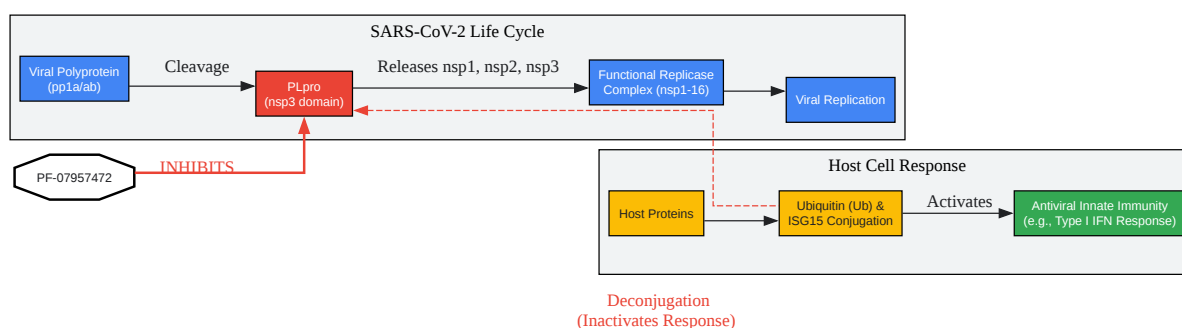 SARS-CoV-2 Life Cycle
Viral Polyprotein
(pp1a/ab)
Cleavage
PLpro
(nsp3 domain)
Releases nsp1, nsp2, nsp3
Functional Replicase
Complex (nsp1-16)
Viral Replication
PF-07957472
INHIBITS
Host Cell Response
Host Proteins
Ubiquitin (Ub) &
ISG15 Conjugation
Activates
Antiviral Innate Immunity
(e.g., Type I IFN Response)
Deconjugation
(Inactivates Response)